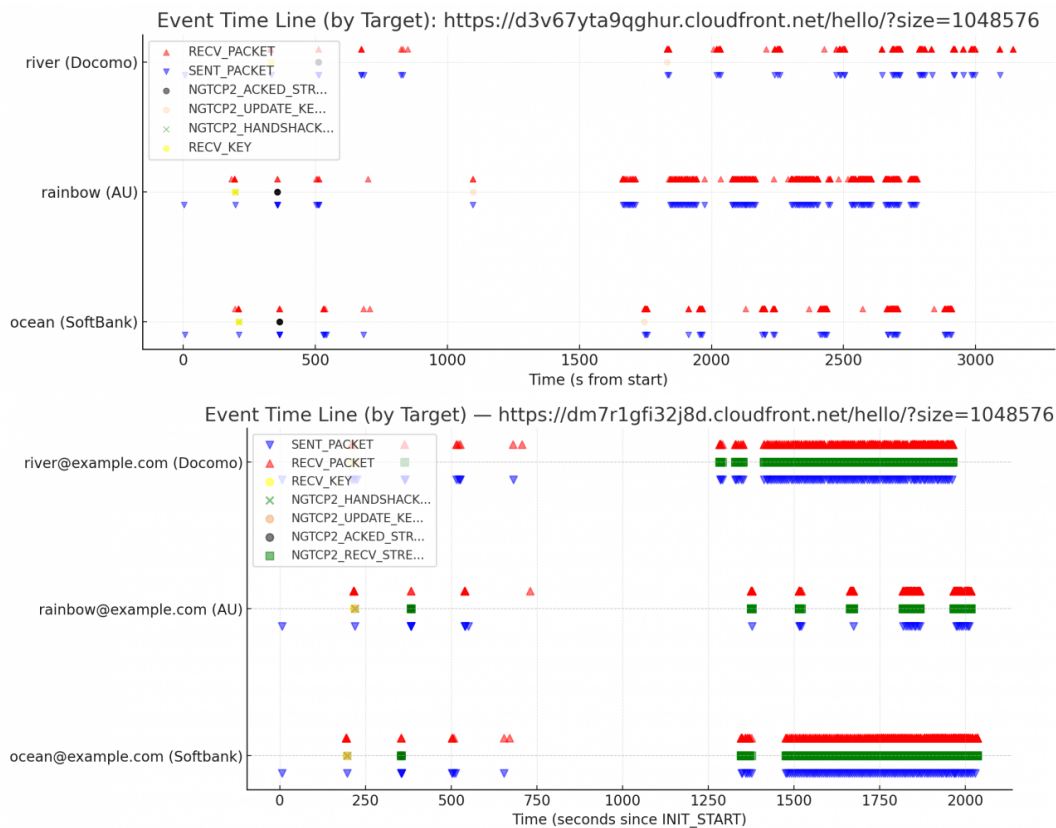 Event Time Line (by Target): https://d3v67yta9qghur.cloudfront.net/hello/?size=1048576
RECV_PACKET
SENT_PACKET
NGTCP2_ACKED_STR...
NGTCP2_UPDATE_KE...
NGTCP2_HANDSHACK...
RECV_KEY
river (Docomo)
rainbow (AU)
ocean (SoftBank)
0 500 1000 1500 2000 2500 3000
Time (s from start)
Event Time Line (by Target) — https://dm7r1gfi32j8d.cloudfront.net/hello/?size=1048576
SENT_PACKET
RECV_PACKET
RECV_KEY
NGTCP2_HANDSHACK...
NGTCP2_UPDATE_KE...
NGTCP2_ACKED_STR...
NGTCP2_RECV_STRE...
river@example.com (Docomo)
rainbow@example.com (AU)
ocean@example.com (Softbank)
0 250 500 750 1000 1250 1500 1750 2000
Time (seconds since INIT_START)